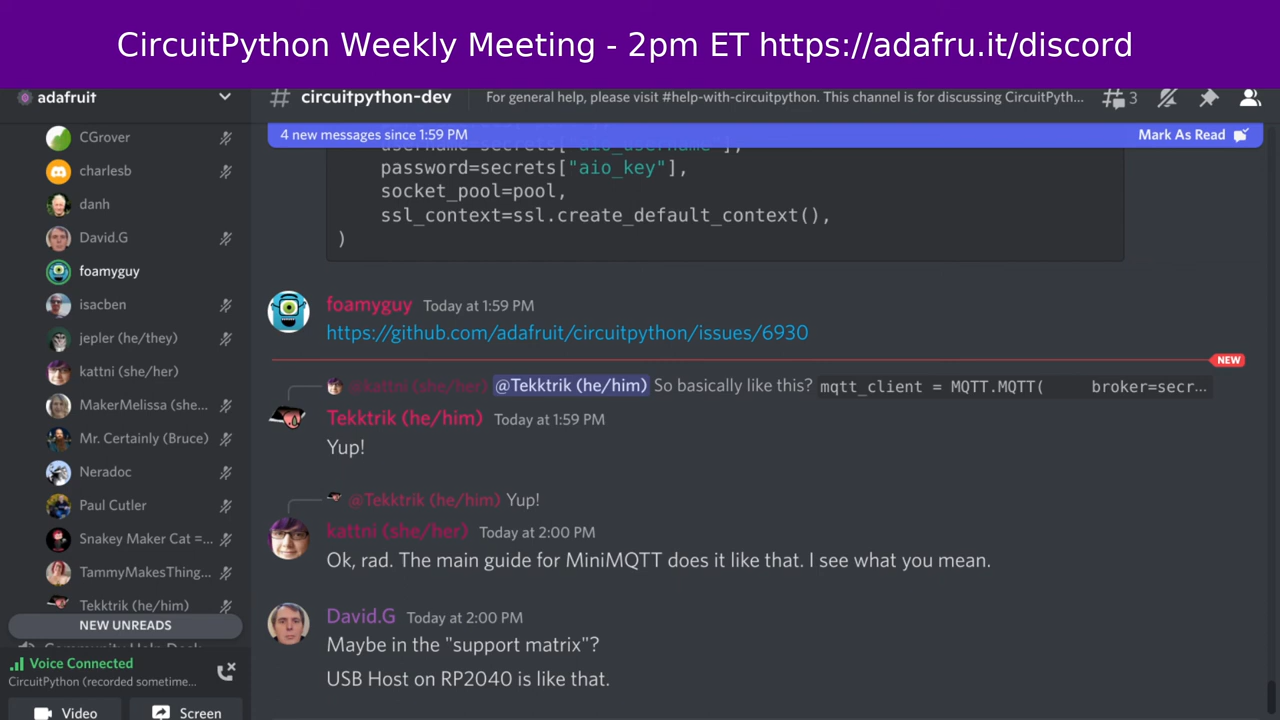 CircuitPython Weekly Meeting - 2pm ET https://adafru.it/discord
adafruit
CGrover
charlesb
danh
David.G
foamyguy
isacben
jepler (he/they)
kattni (she/her)
MakerMelissa (she...
Mr. Certainly (Bruce)
Neradoc
Paul Cutler
Snakey Maker Cat =...
TammyMakesThing...
Tekktrik (he/him)
NEW UNREADS
Community Help Desk
Voice Connected
CircuitPython (recorded sometime...
Video
Screen
# circuitpython-dev
For general help, please visit #help-with-circuitpython. This channel is for discussing CircuitPyth...
3
4 new messages since 1:59 PM
Mark As Read
username=secrets["aio_username"],
password=secrets["aio_key"],
socket_pool=pool,
ssl_context=ssl.create_default_context(),
)
foamyguy Today at 1:59 PM
https://github.com/adafruit/circuitpython/issues/6930
NEW
@kattni (she/her) @Tekktrik (he/him) So basically like this? mqtt_client = MQTT.MQTT( broker=secr...
Tekktrik (he/him) Today at 1:59 PM
Yup!
@Tekktrik (he/him) Yup!
kattni (she/her) Today at 2:00 PM
Ok, rad. The main guide for MiniMQTT does it like that. I see what you mean.
David.G Today at 2:00 PM
Maybe in the "support matrix"?
USB Host on RP2040 is like that.